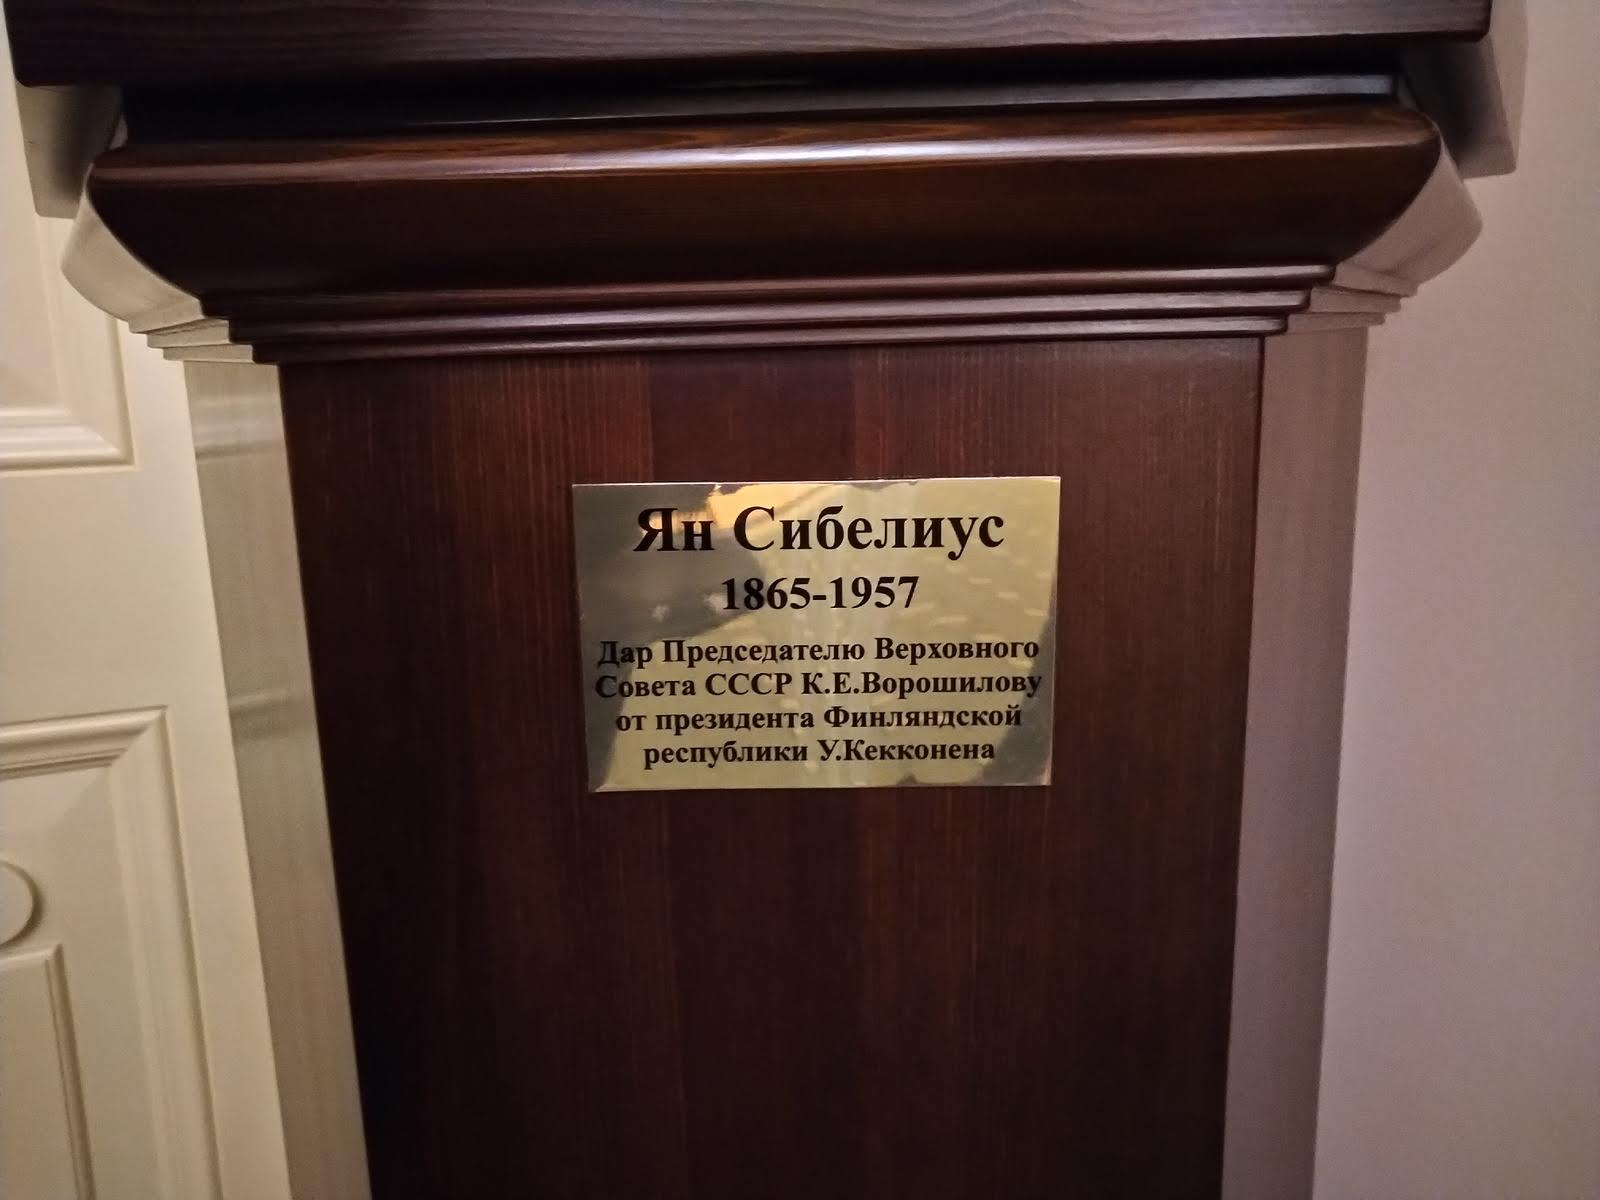 Ян Сибелиус
1865-1957
Дар Председателю Верховного
Совета СССР К.Е.Ворошилову
от президента Финляндской
республики У.Кекконена